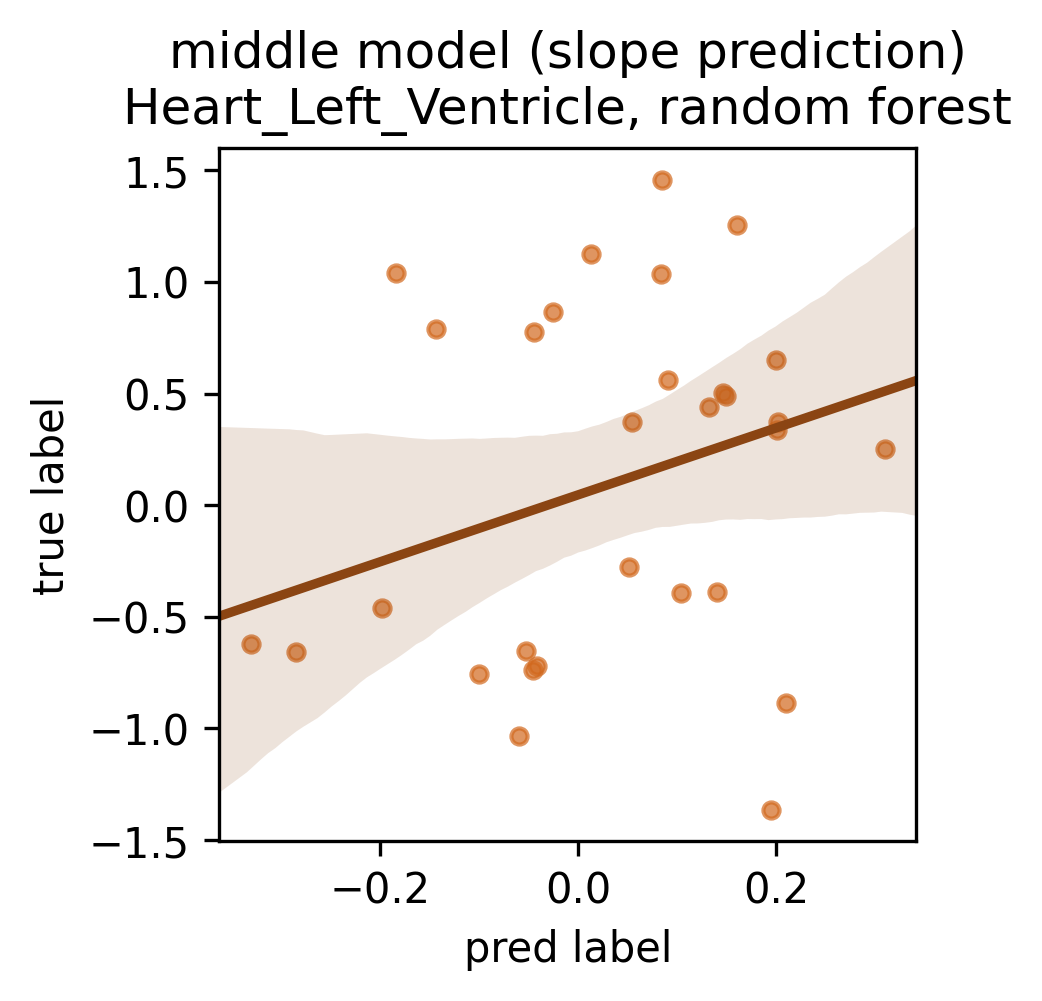 middle model (slope prediction)
Heart_Left_Ventricle, random forest
1.5
1.0
0.5
0.0
−0.5
−1.0
−1.5
true label
−0.2
0.0
0.2
pred label